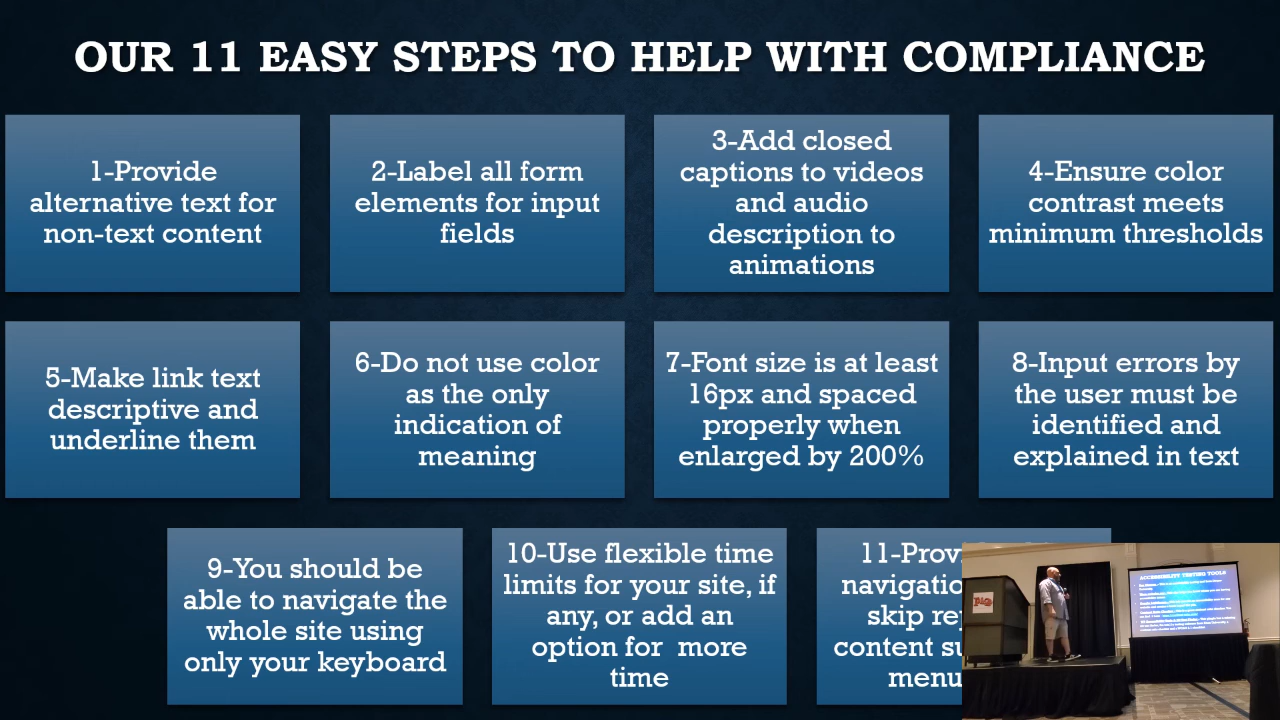 OUR 11 EASY STEPS TO HELP WITH COMPLIANCE
1-Provide
alternative text for
non-text content
2-Label all form
elements for input
fields
3-Add closed
captions to videos
and audio
description to
animations
4-Ensure color
contrast meets
minimum thresholds
5-Make link text
descriptive and
underline them
6-Do not use color
as the only
indication of
meaning
7-Font size is at least
16px and spaced
properly when
enlarged by 200%
8-Input errors by
the user must be
identified and
explained in text
9-You should be
able to navigate the
whole site using
only your keyboard
10-Use flexible time
limits for your site, if
any, or add an
option for more
time
skip
content
ACCESSIBILITY TESTING TOOLS